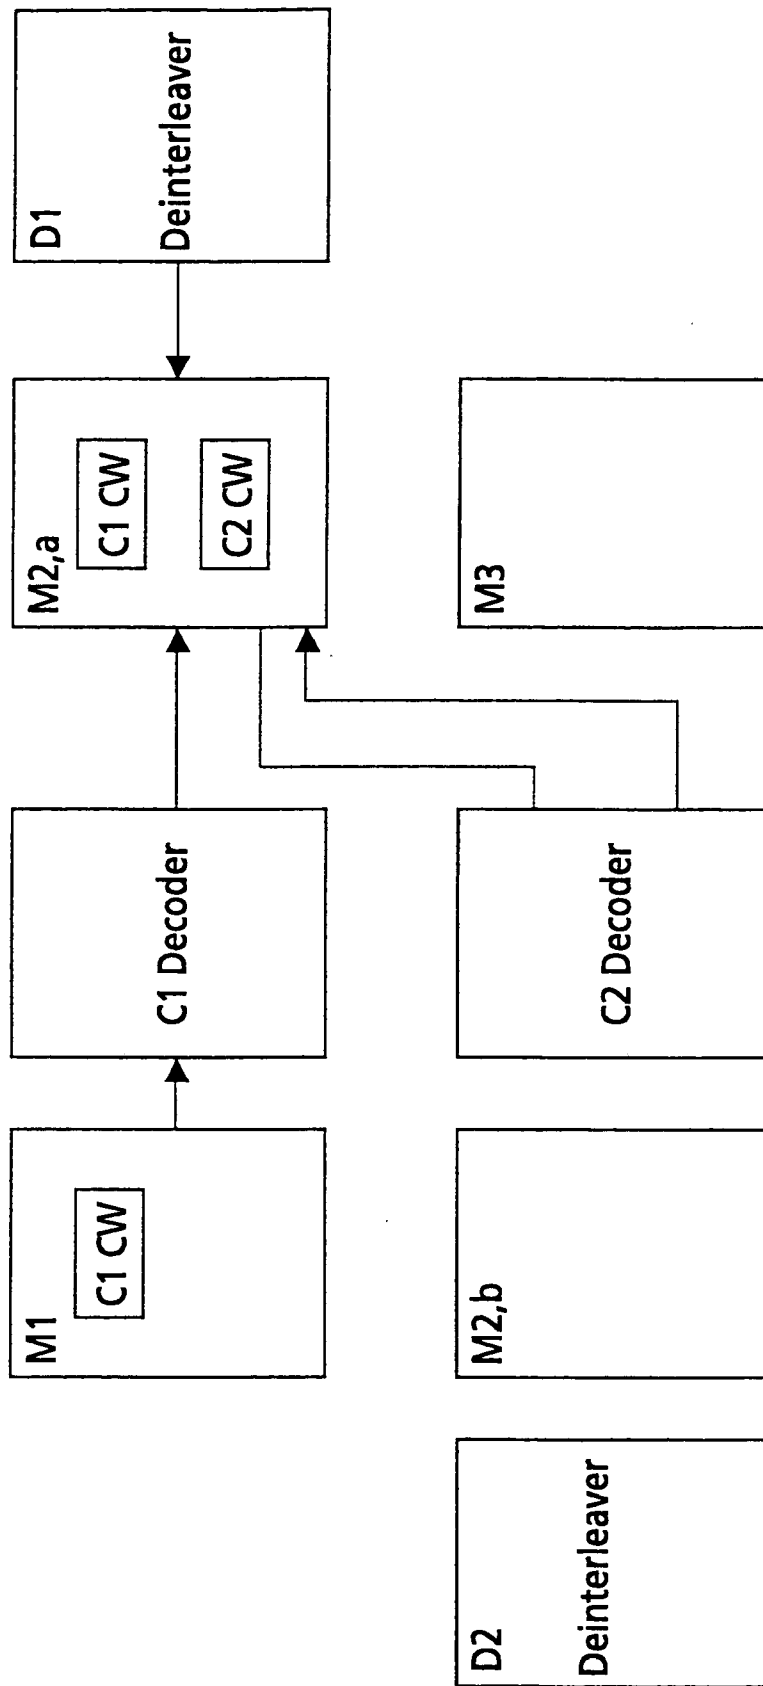 M1
C1 CW
C1 Decoder
M2,a
C1 CW
C2 CW
D1
Deinterleaver
D2
Deinterleaver
M2,b
C2 Decoder
M3